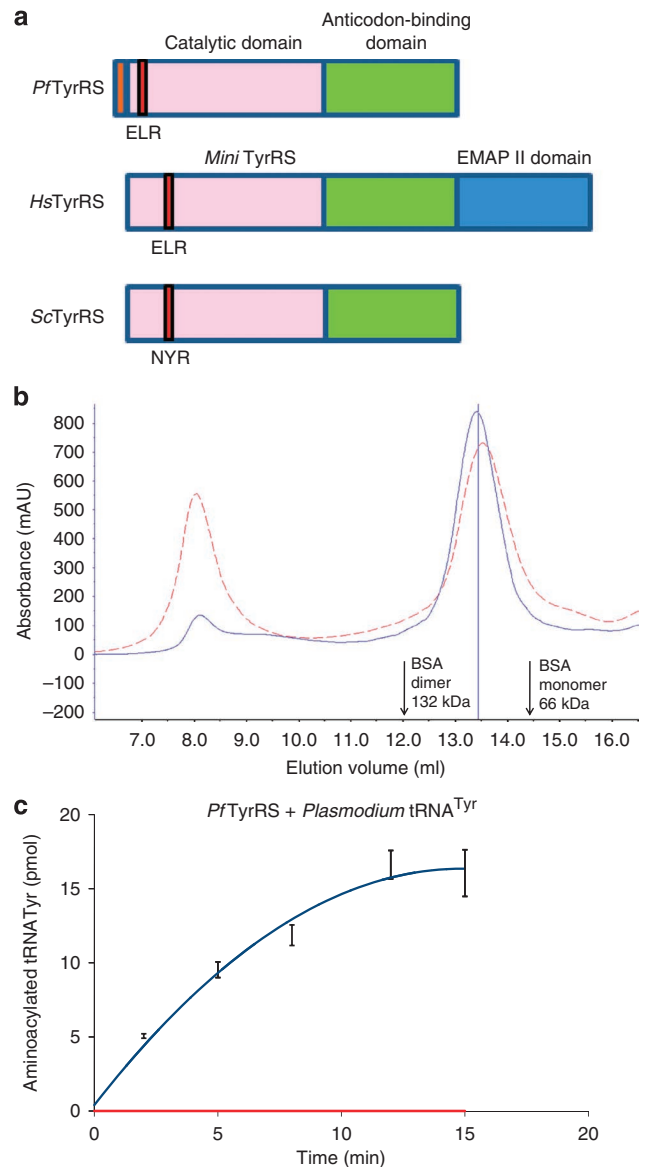 a
Catalytic domain
Anticodon-binding
domain
PfTyrRS
ELR
Mini TyrRS
EMAP II domain
HsTyrRS
ELR
ScTyrRS
NYR
b
Absorbance (mAU)
800
700
600
500
400
300
200
100
0
–100
–200
BSA
dimer
132 kDa
BSA
monomer
66 kDa
7.0 8.0 9.0 10.0 11.0 12.0 13.0 14.0 15.0 16.0
Elution volume (ml)
c
PfTyrRS + Plasmodium tRNATyr
Aminoacylated tRNATyr (pmol)
20
15
10
5
0
0 5 10 15 20
Time (min)